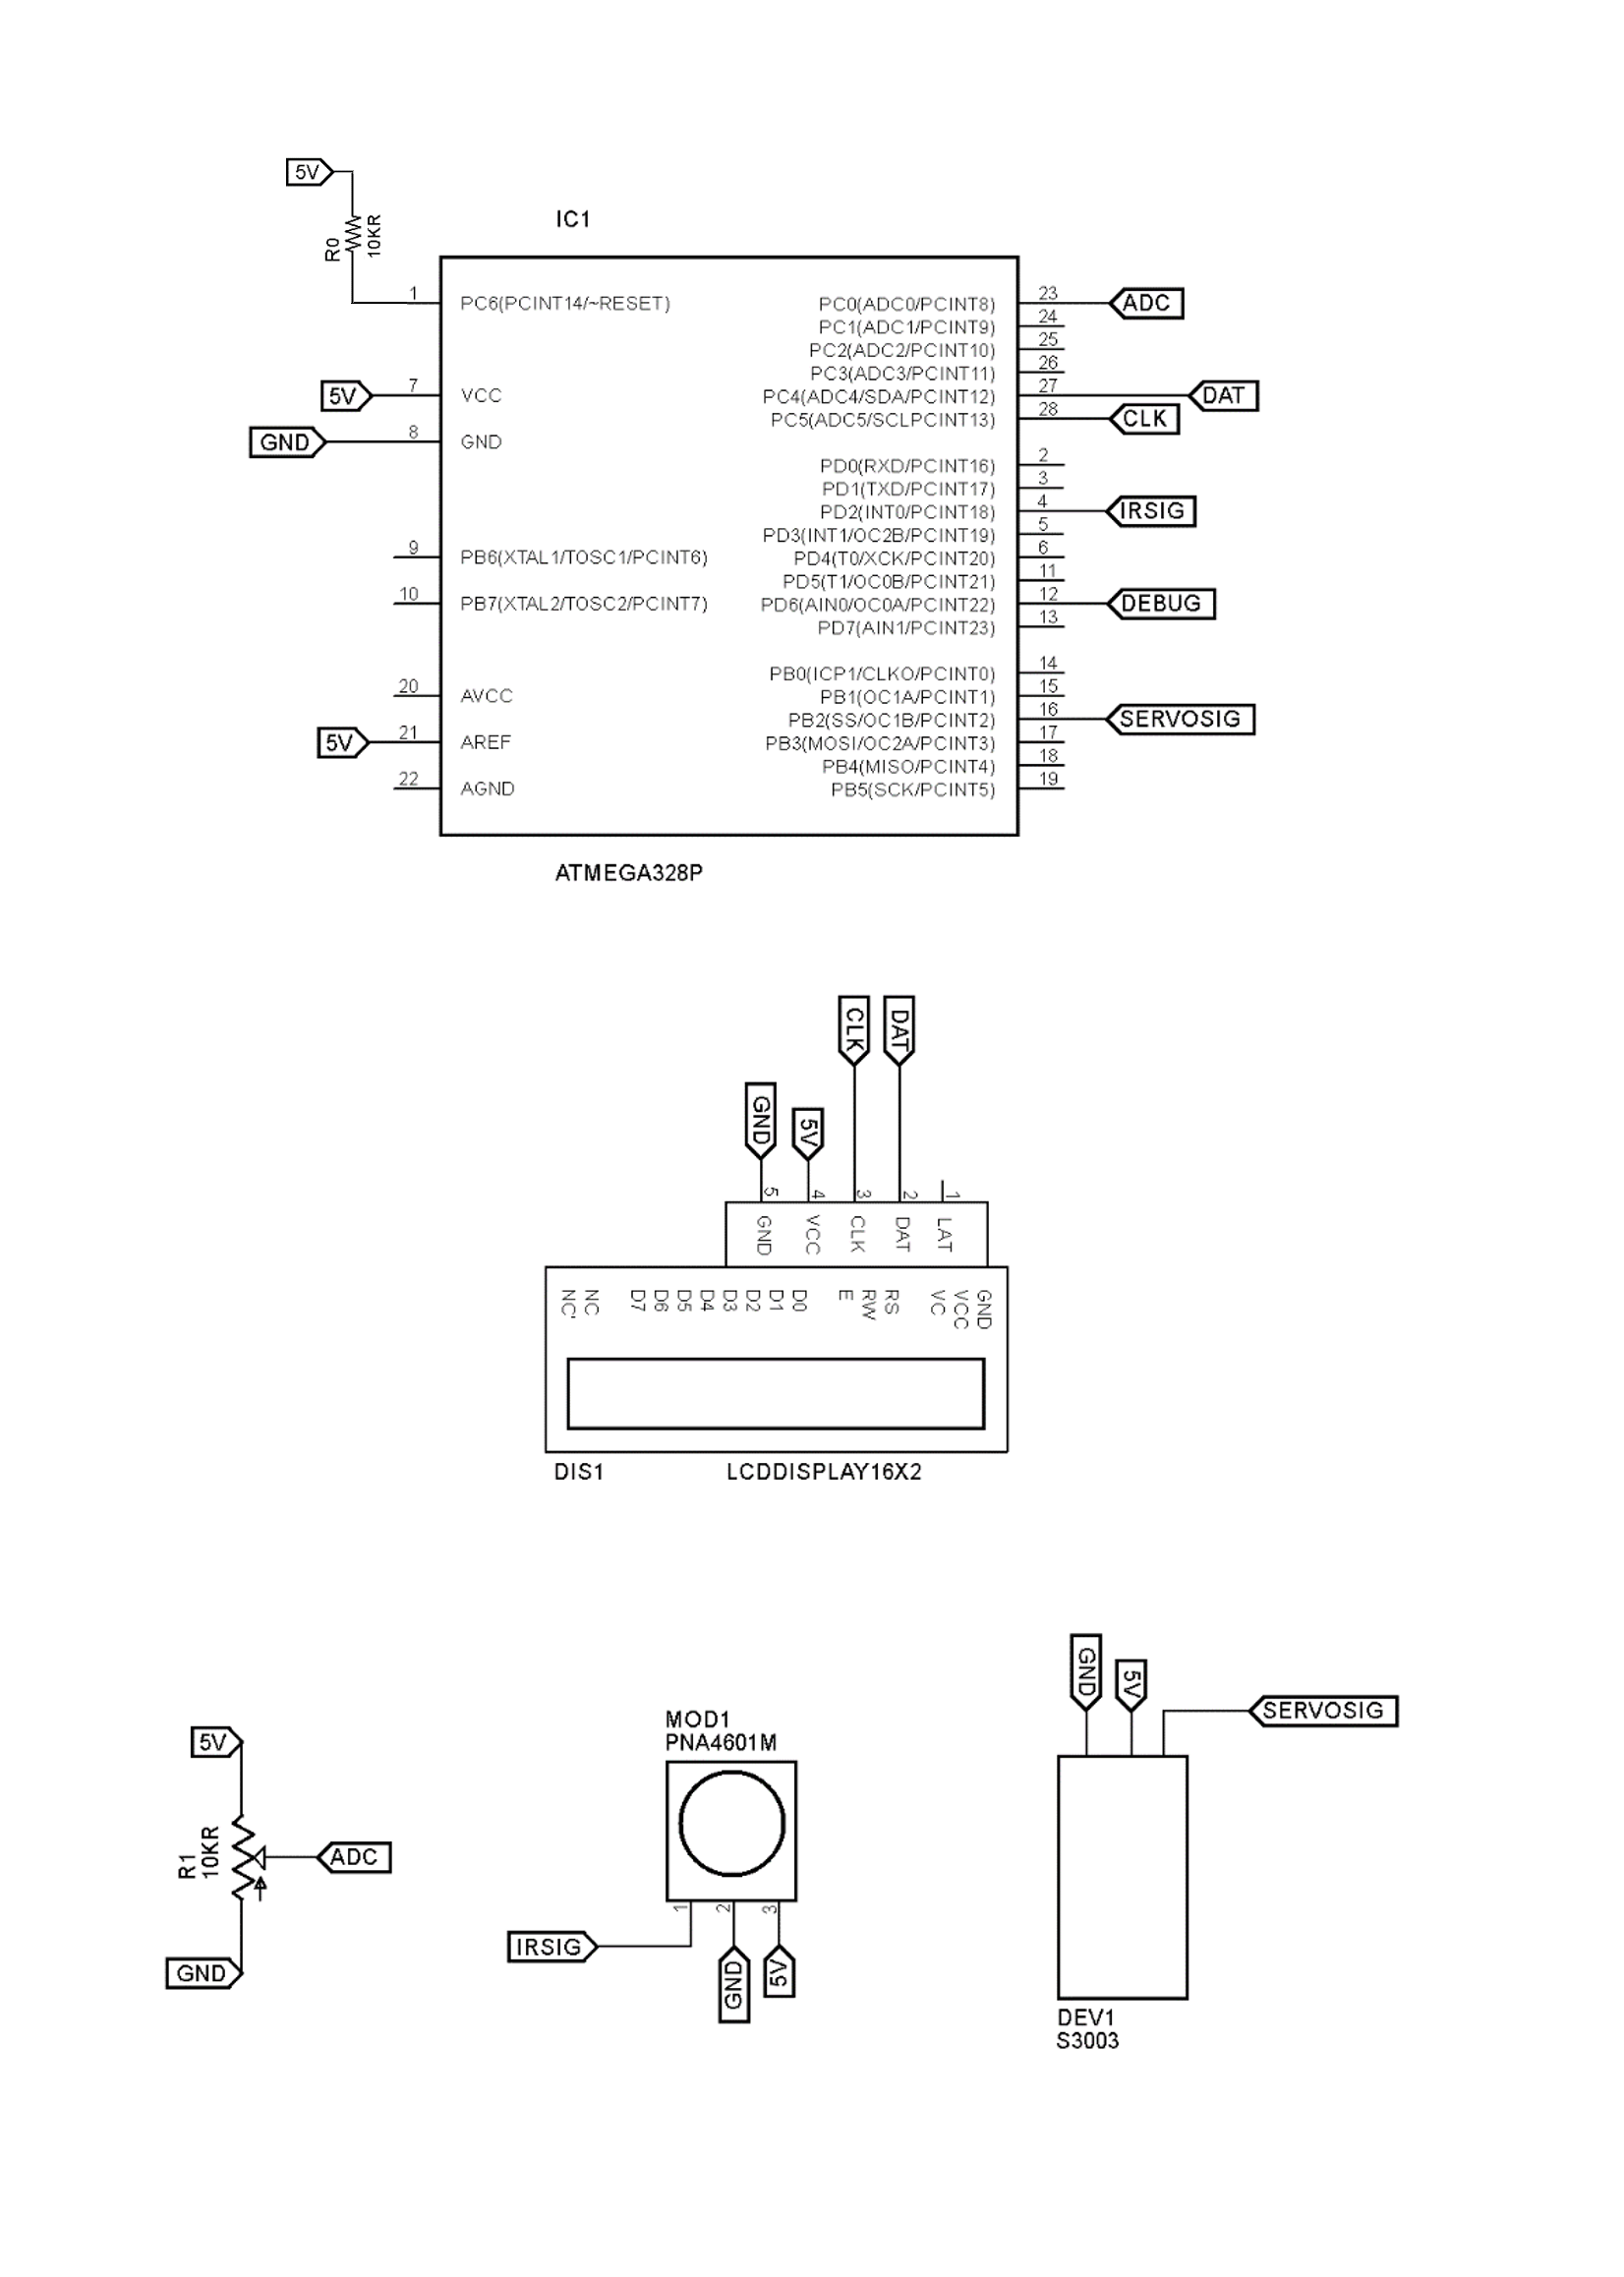 5V
R0
10KR
IC1
1
PC6(PCINT14/~RESET)
5V
7
VCC
GND
8
GND
9
PB6(XTAL1/TOSC1/PCINT6)
10
PB7(XTAL2/TOSC2/PCINT7)
20
AVCC
5V
21
AREF
22
AGND
PC0(ADC0/PCINT8)
23
ADC
PC1(ADC1/PCINT9)
24
PC2(ADC2/PCINT10)
25
PC3(ADC3/PCINT11)
26
PC4(ADC4/SDA/PCINT12)
27
DAT
PC5(ADC5/SCLPCINT13)
28
CLK
PD0(RXD/PCINT16)
2
PD1(TXD/PCINT17)
3
PD2(INT0/PCINT18)
4
IRSIG
PD3(INT1/OC2B/PCINT19)
5
PD4(T0/XCK/PCINT20)
6
PD5(T1/OC0B/PCINT21)
11
PD6(AIN0/OC0A/PCINT22)
12
DEBUG
PD7(AIN1/PCINT23)
13
PB0(ICP1/CLKO/PCINT0)
14
PB1(OC1A/PCINT1)
15
PB2(SS/OC1B/PCINT2)
16
SERVOSIG
PB3(MOSI/OC2A/PCINT3)
17
PB4(MISO/PCINT4)
18
PB5(SCK/PCINT5)
19
ATMEGA328P
GND
5V
CLK
DAT
5
4
3
2
1
GND
VCC
CLK
DAT
LAT
NC'
NC
D7
D6
D5
D4
D3
D2
D1
D0
E
RW
RS
VC
VCC
GND
DIS1
LCDDISPLAY16X2
5V
R1
10KR
ADC
GND
MOD1
PNA4601M
1
2
3
IRSIG
GND
5V
GND
5V
SERVOSIG
DEV1
S3003